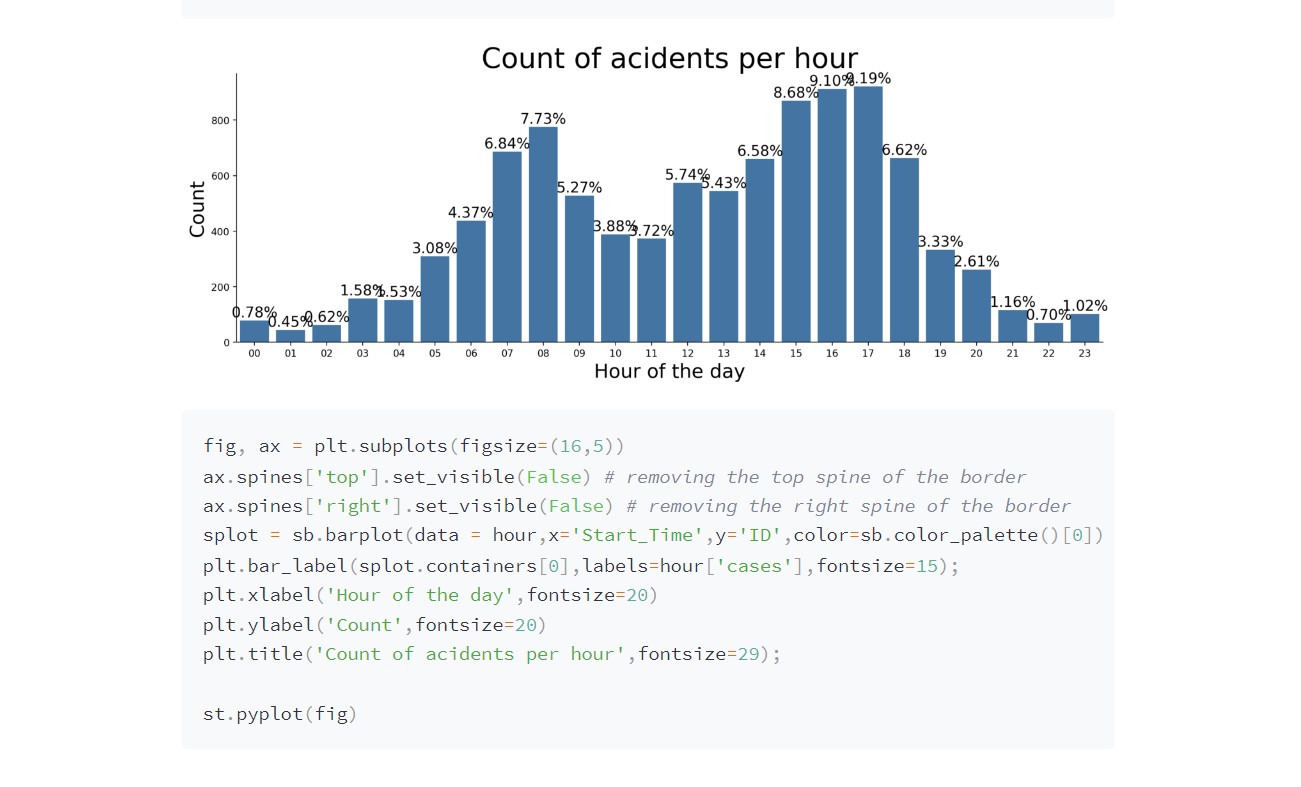 Count of acidents per hour
9.10% 9.19%
8.68%
800
7.73%
6.84%
6.58% 6.62%
600
5.74% 5.43%
5.27%
4.37%
Count
400
3.88% 3.72%
3.08% 3.33%
2.61%
200
1.58% 1.53%
0.78% 0.45% 0.62% 1.16% 0.70% 1.02%
0
00 01 02 03 04 05 06 07 08 09 10 11 12 13 14 15 16 17 18 19 20 21 22 23
Hour of the day
fig, ax = plt.subplots(figsize=(16,5))
ax.spines['top'].set_visible(False) # removing the top spine of the border
ax.spines['right'].set_visible(False) # removing the right spine of the border
splot = sb.barplot(data = hour,x='Start_Time',y='ID',color=sb.color_palette()[0])
plt.bar_label(splot.containers[0],labels=hour['cases'],fontsize=15);
plt.xlabel('Hour of the day',fontsize=20)
plt.ylabel('Count',fontsize=20)
plt.title('Count of acidents per hour',fontsize=29);
st.pyplot(fig)